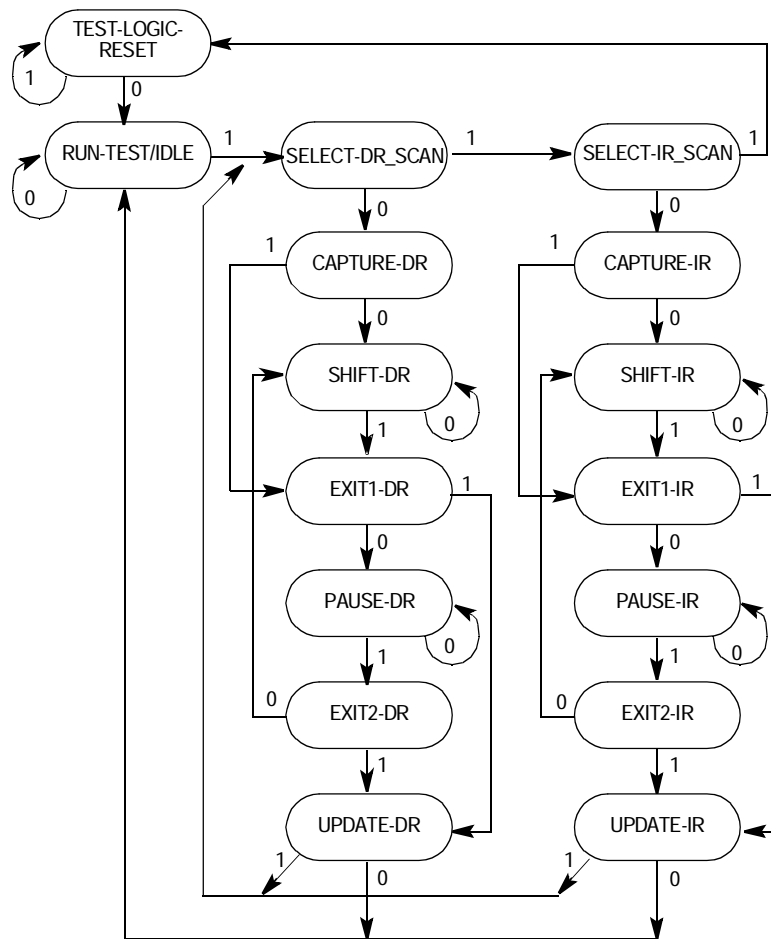 TEST-LOGIC-
RESET
1
0
RUN-TEST/IDLE
1
SELECT-DR_SCAN
1
SELECT-IR_SCAN
1
0
0
0
1
CAPTURE-DR
1
CAPTURE-IR
0
0
SHIFT-DR
SHIFT-IR
0
0
1
1
EXIT1-DR
1
EXIT1-IR
1
0
0
PAUSE-DR
PAUSE-IR
0
0
1
1
0
EXIT2-DR
0
EXIT2-IR
1
1
UPDATE-DR
UPDATE-IR
1
0
1
0